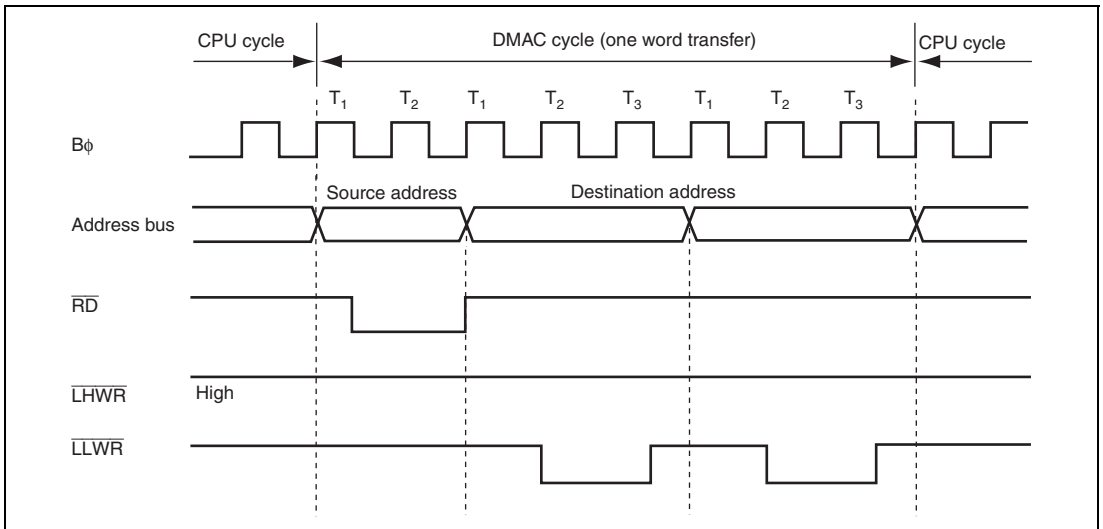 CPU cycle DMAC cycle (one word transfer) CPU cycle
T1 T2 T1 T2 T3 T1 T2 T3
Bϕ
Source address Destination address
Address bus
RD
LHWR High
LLWR